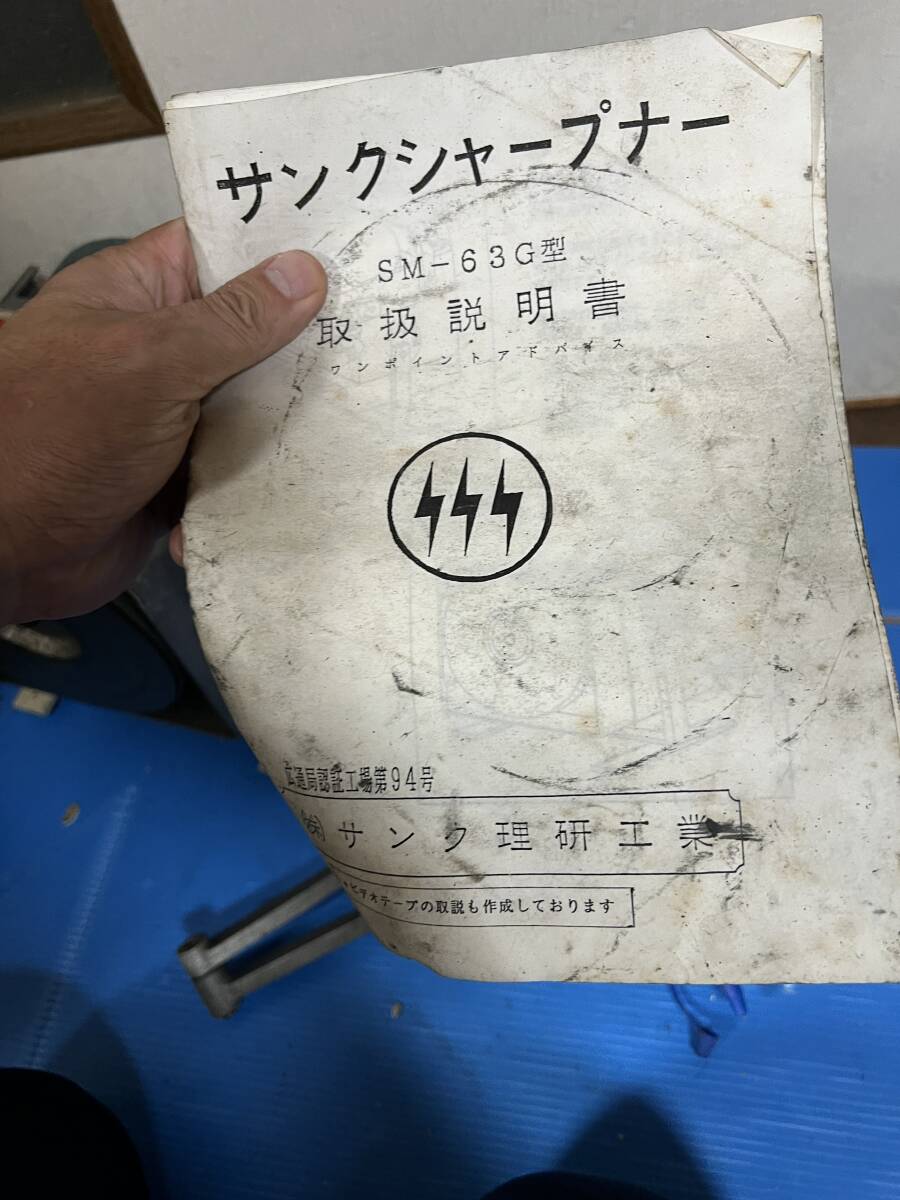 サンクシャープナー
SM-63G型
取扱説明書
ワンポイントアドバイス
広通局認証工場第94号
㈱サンク理研工業
ビデオテープの取説も作成しております